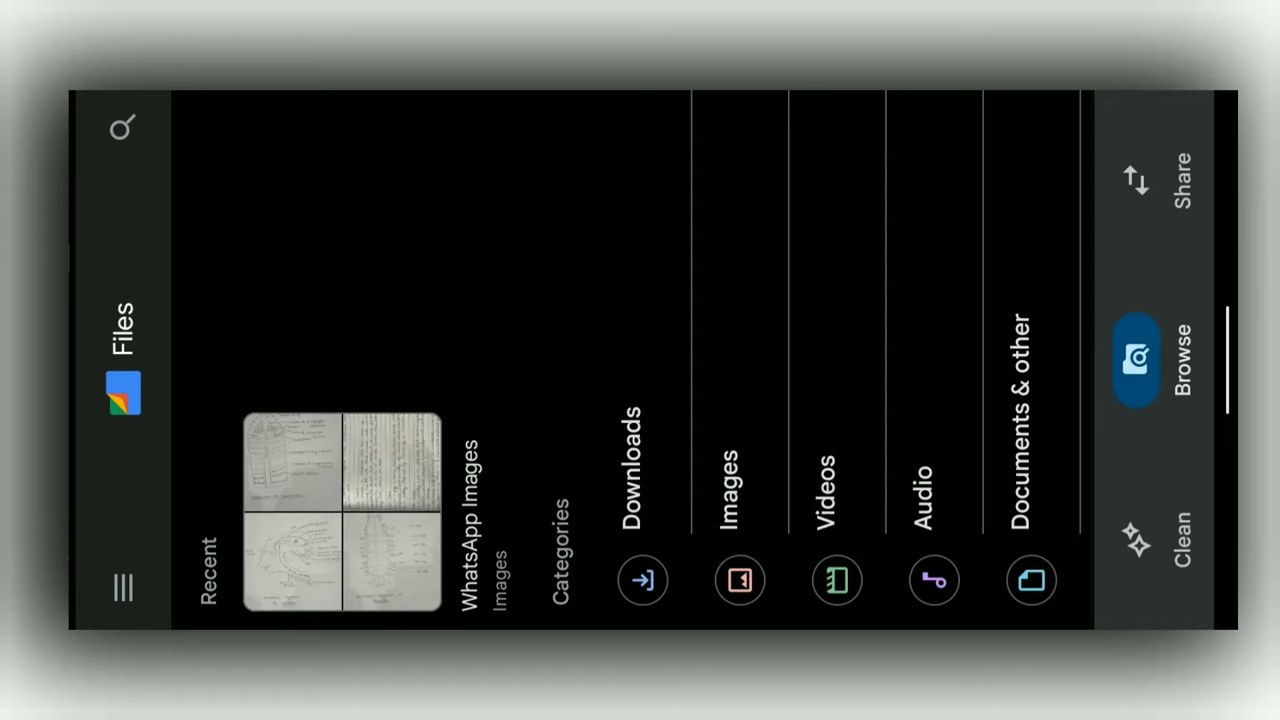 Files
Recent
WhatsApp Images
Images
Categories
Downloads
Images
Videos
Audio
Documents & other
Clean
Browse
Share